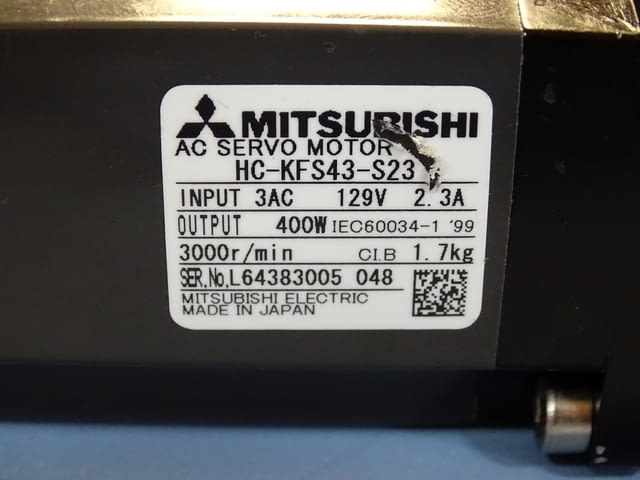 MITSUBISHI
AC SERVO MOTOR
HC-KFS43-S23
INPUT 3AC 129V 2.3A
OUTPUT 400W IEC60034-1 '99
3000r/min CI.B 1.7kg
SER.No.L64383005 048
MITSUBISHI ELECTRIC
MADE IN JAPAN